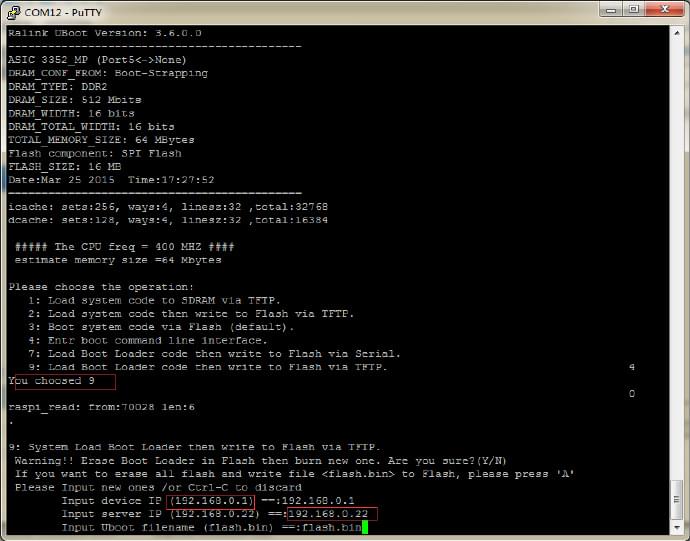 COM12 - PuTTY
Ralink UBoot Version: 3.6.0.0
--------------------------------------------
ASIC 3352_MP (Port5<->None)
DRAM_CONF_FROM: Boot-Strapping
DRAM_TYPE: DDR2
DRAM_SIZE: 512 Mbits
DRAM_WIDTH: 16 bits
DRAM_TOTAL_WIDTH: 16 bits
TOTAL_MEMORY_SIZE: 64 MBytes
Flash component: SPI Flash
FLASH_SIZE: 16 MB
Date:Mar 25 2015  Time:17:27:52
--------------------------------------------
icache: sets:256, ways:4, linesz:32 ,total:32768
dcache: sets:128, ways:4, linesz:32 ,total:16384
##### The CPU freq = 400 MHZ ####
estimate memory size =64 Mbytes
Please choose the operation:
1: Load system code to SDRAM via TFTP.
2: Load system code then write to Flash via TFTP.
3: Boot system code via Flash (default).
4: Entr boot command line interface.
7: Load Boot Loader code then write to Flash via Serial.
9: Load Boot Loader code then write to Flash via TFTP. 4
You choosed 9
0
raspi_read: from:70028 len:6
.
9: System Load Boot Loader then write to Flash via TFTP.
Warning!! Erase Boot Loader in Flash then burn new one. Are you sure?(Y/N)
If you want to erase all flash and write file <flash.bin> to Flash, please press 'A'
Please Input new ones /or Ctrl-C to discard
Input device IP (192.168.0.1) ==:192.168.0.1
Input server IP (192.168.0.22) ==:192.168.0.22
Input Uboot filename (flash.bin) ==:flash.bin